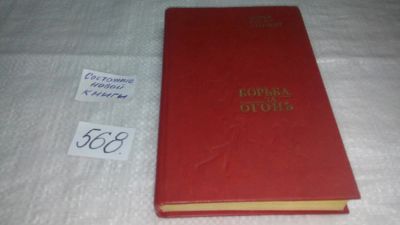 Состояние
новой
книги
568.
БОРЬБА
ЗА
ОГОНЬ